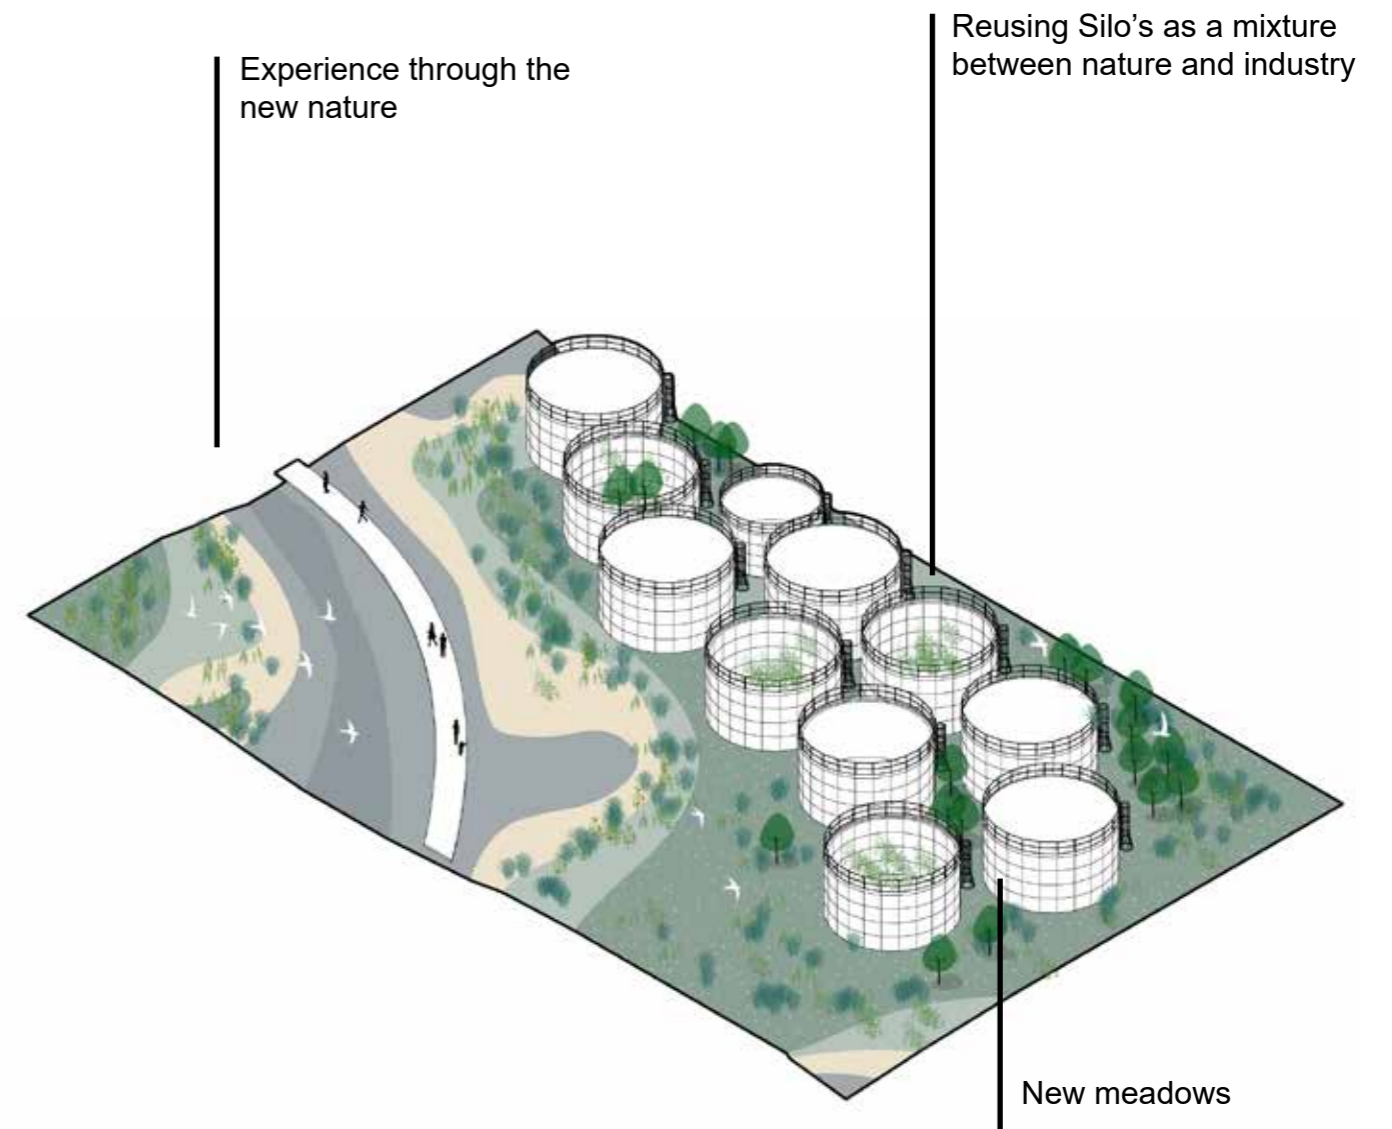 Experience through the
new nature
Reusing Silo's as a mixture
between nature and industry
New meadows